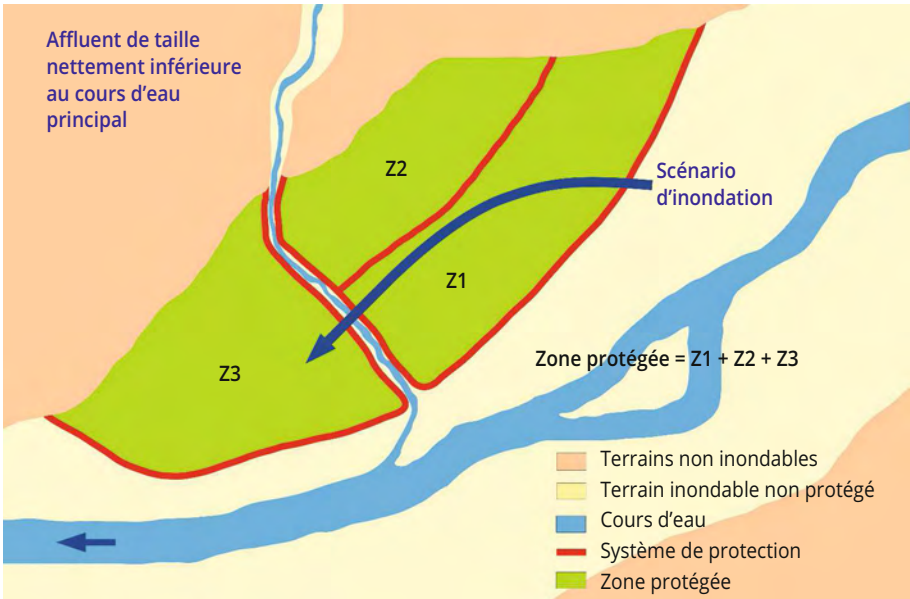 Affluent de taille
nettement inférieure
au cours d'eau
principal
Z2
Scénario
d'inondation
Z1
Z3
Zone protégée = Z1 + Z2 + Z3
Terrains non inondables
Terrain inondable non protégé
Cours d'eau
Système de protection
Zone protégée